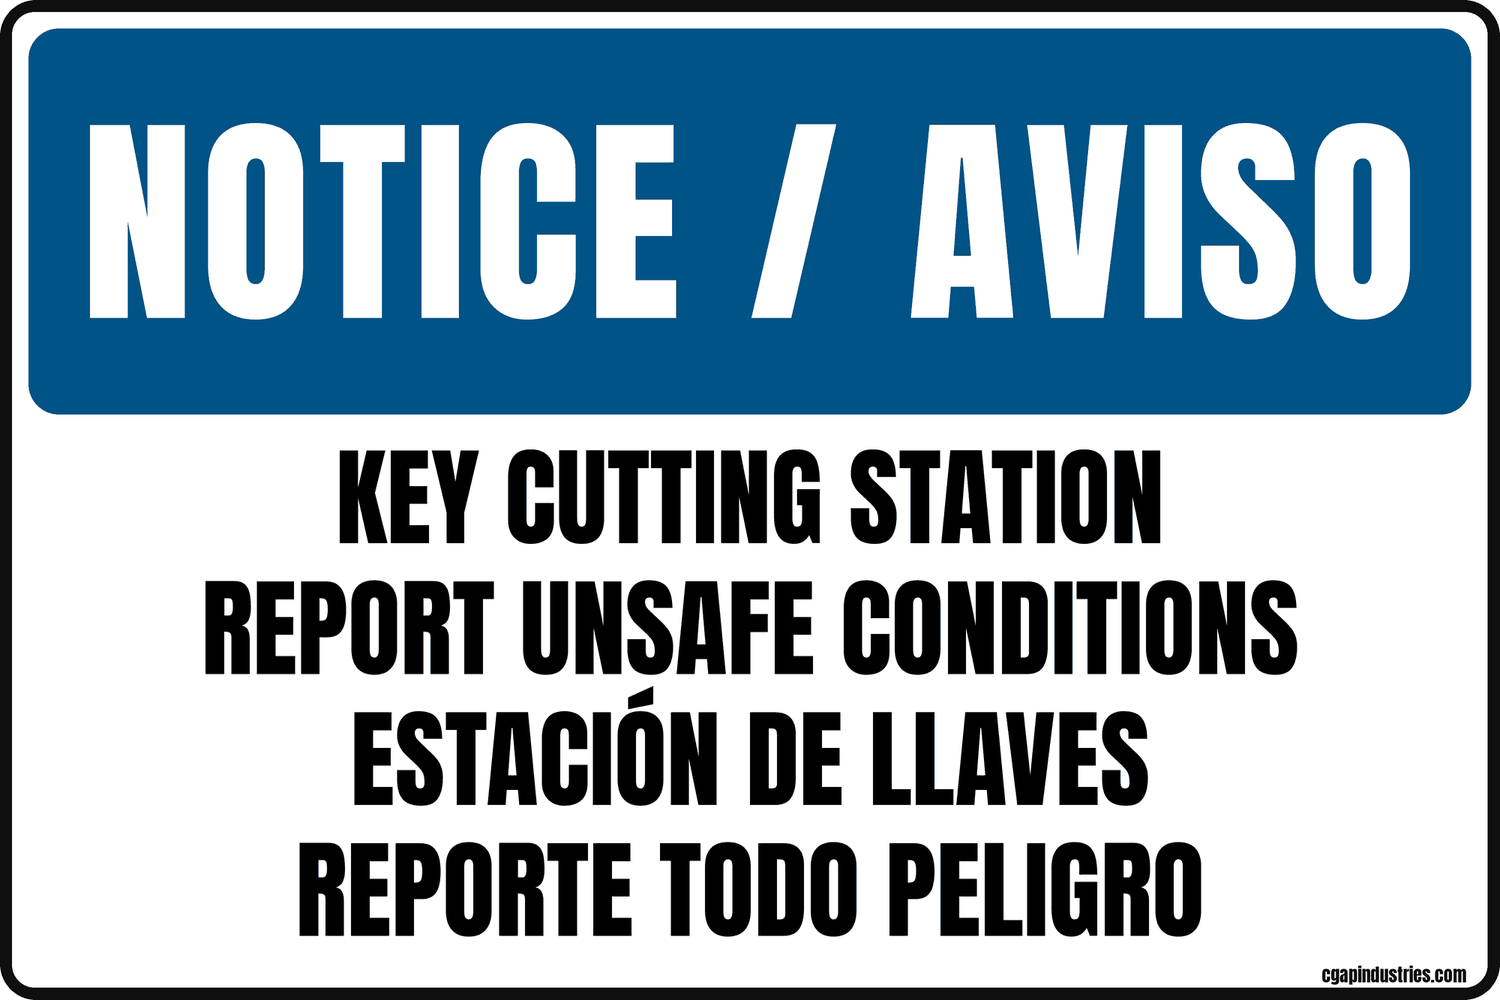 NOTICE / AVISO
KEY CUTTING STATION
REPORT UNSAFE CONDITIONS
ESTACIÓN DE LLAVES
REPORTE TODO PELIGRO
cgapindustries.com